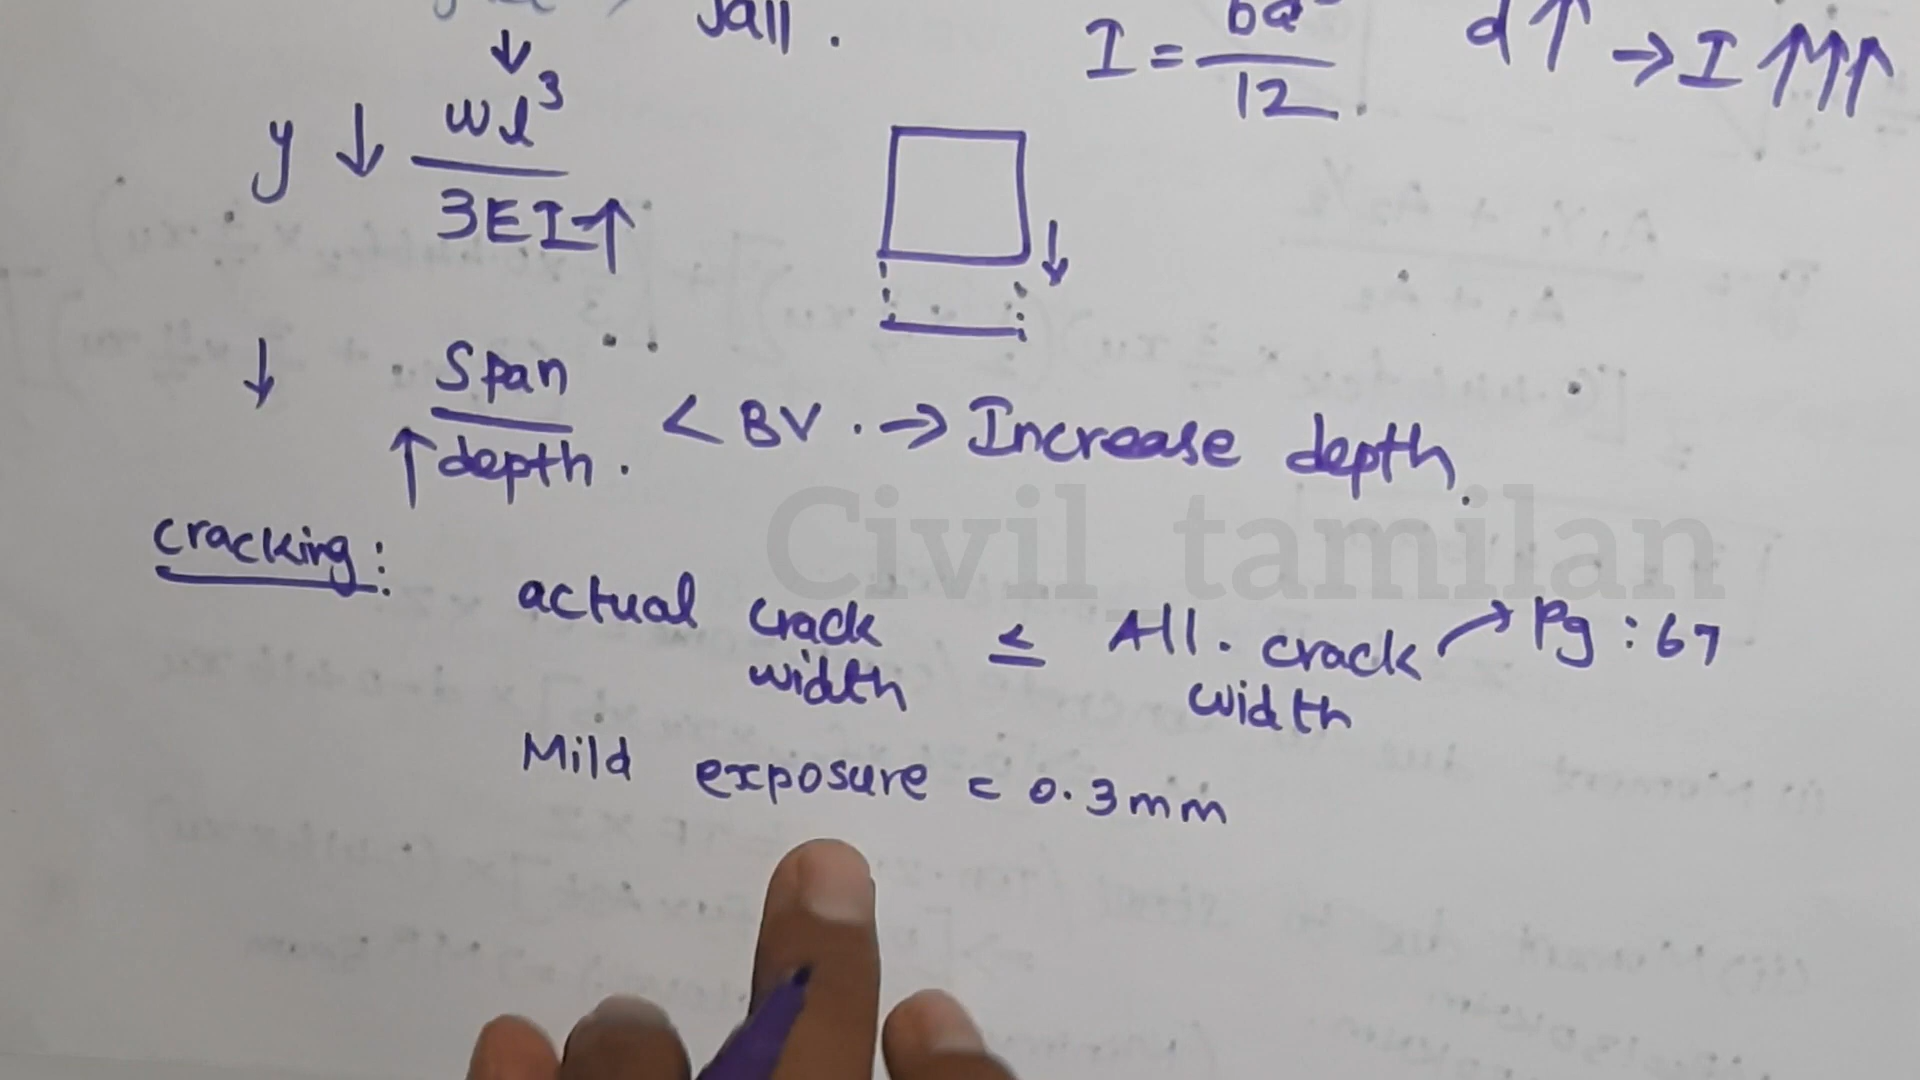 Jall.
I = bd / 12
d↑ → I ↑↑↑
↓
y ↓ wl³ / 3EI↑
↓ Span / ↑depth. < BV. → Increase depth.
Civil tamilan
cracking:
actual crack width ≤ All. crack width → Pg: 67
Mild exposure = 0.3mm